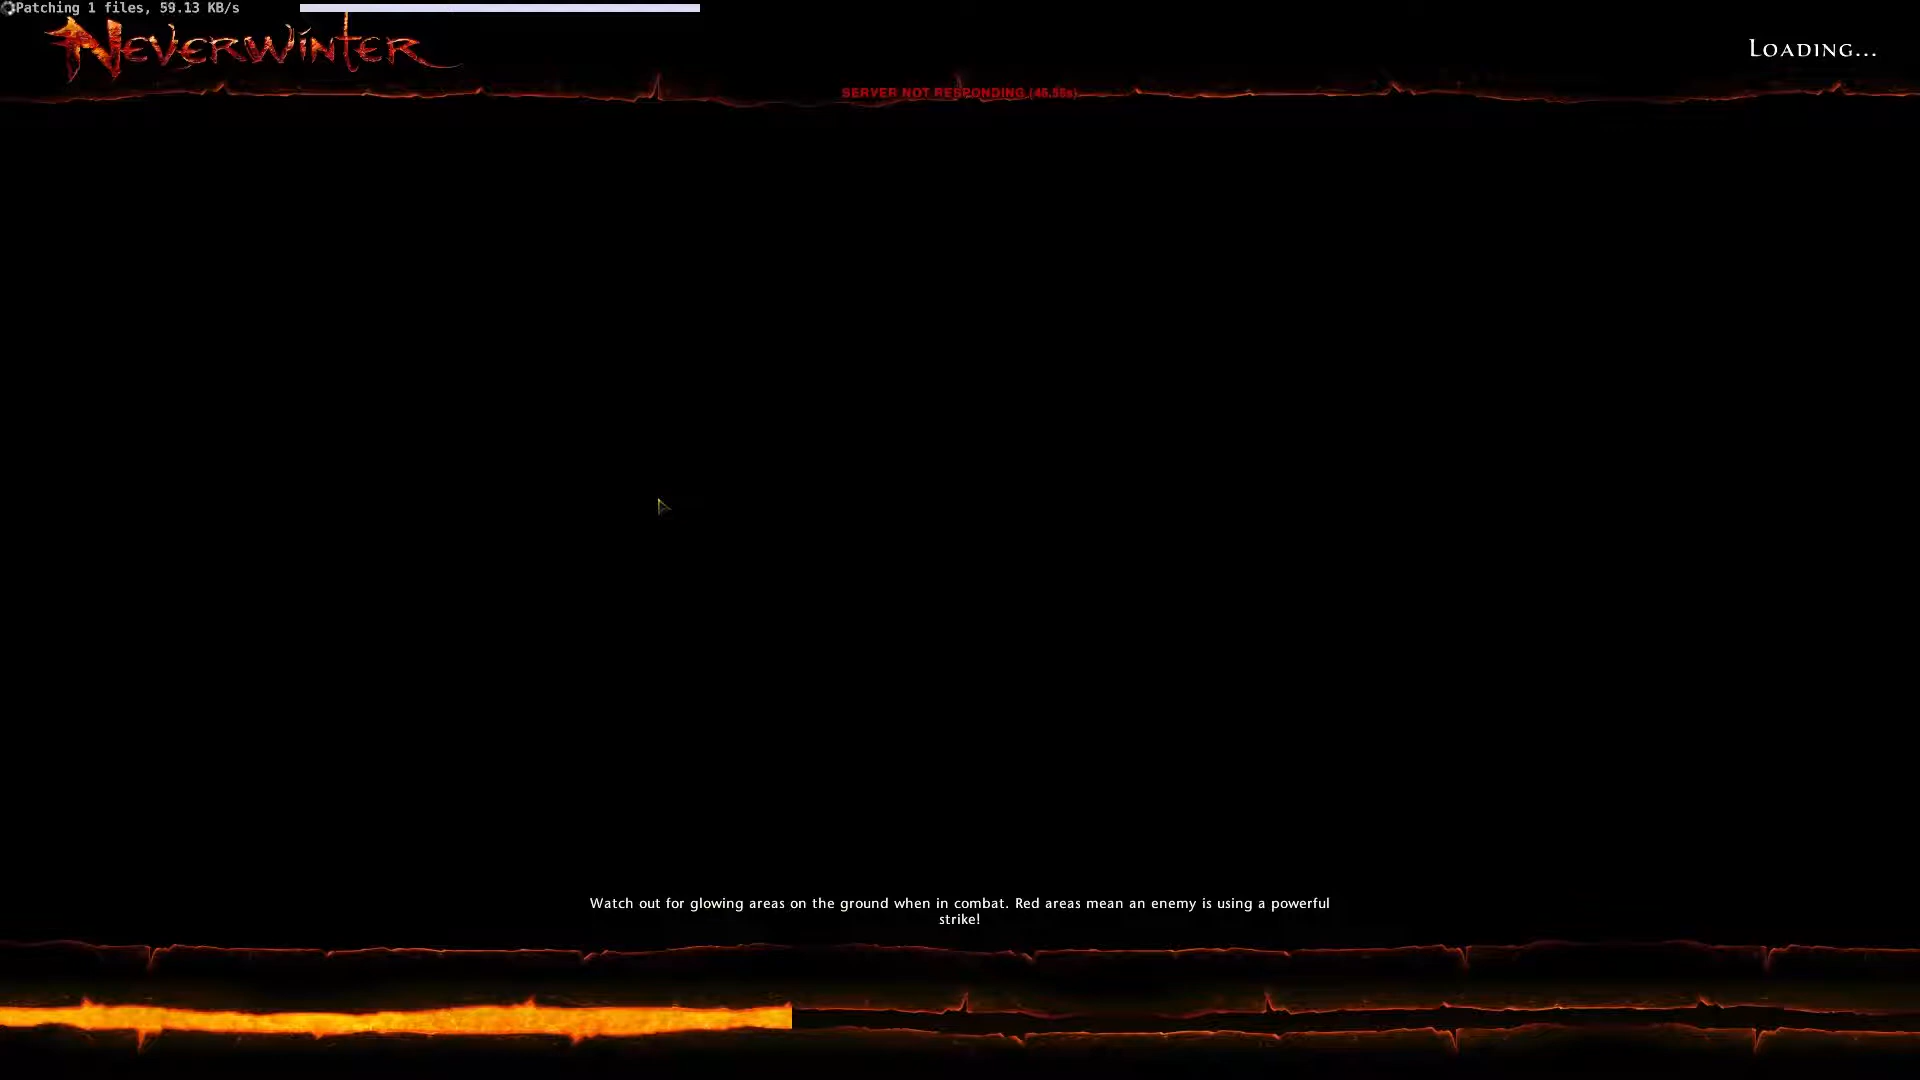 Patching 1 files, 59.13 KB/s
NEVERWINTER
LOADING...
SERVER NOT RESPONDING (45.56s)
Watch out for glowing areas on the ground when in combat. Red areas mean an enemy is using a powerful
strike!